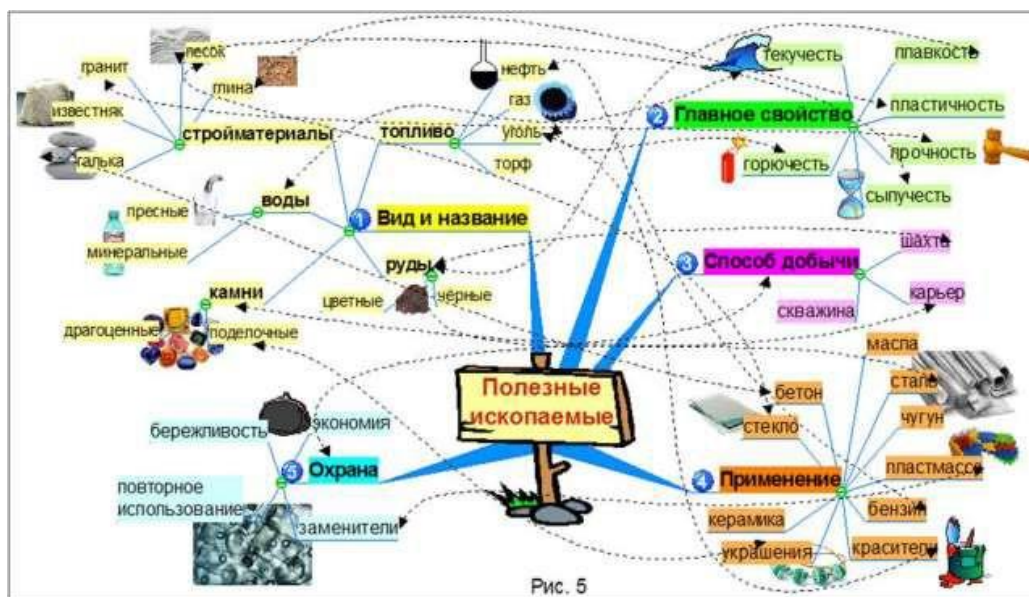 песок
гранит
глина
известняк
стройматериалы
галька
нефть
газ
топливо
уголь
торф
воды
пресные
минеральные
1 Вид и название
руды
цветные
чёрные
камни
драгоценные
поделочные
текучесть
плавкость
2 Главное свойство
пластичность
горючесть
прочность
сыпучесть
3 Способ добычи
шахта
скважина
карьер
Полезные
ископаемые
масла
бетон
сталь
стекло
чугун
4 Применение
пластмасса
керамика
бензин
украшения
красители
бережливость
экономия
5 Охрана
повторное
использование
заменители
Рис. 5